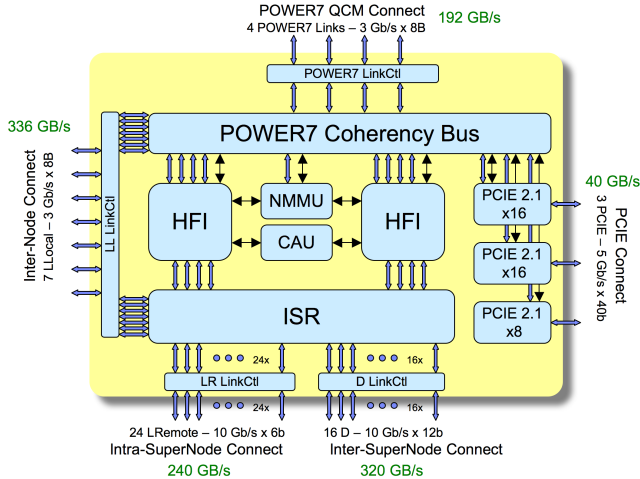 POWER7 QCM Connect
4 POWER7 Links – 3 Gb/s x 8B
192 GB/s
POWER7 LinkCtl
336 GB/s
Inter-Node Connect
7 LLocal – 3 Gb/s x 8B
LL LinkCtl
POWER7 Coherency Bus
HFI
NMMU
CAU
HFI
PCIE 2.1
x16
PCIE 2.1
x16
PCIE 2.1
x8
40 GB/s
PCIE Connect
3 PCIE – 5 Gb/s x 40b
ISR
24x
16x
LR LinkCtl
D LinkCtl
24x
16x
24 LRemote – 10 Gb/s x 6b
Intra-SuperNode Connect
240 GB/s
16 D – 10 Gb/s x 12b
Inter-SuperNode Connect
320 GB/s